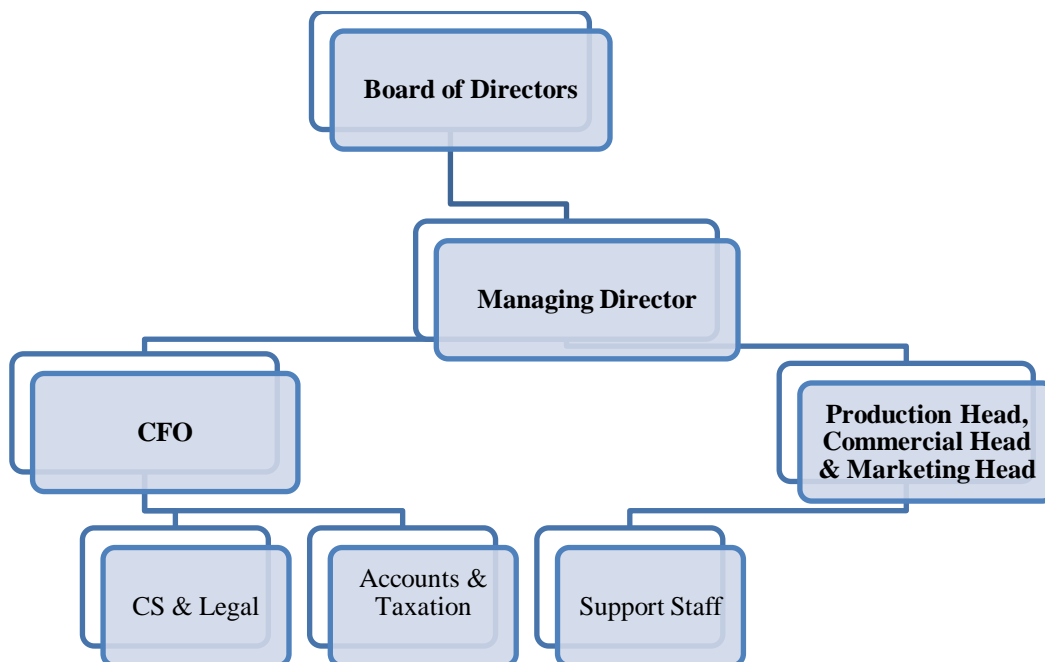 Board of Directors
Managing Director
CFO
Production Head,
Commercial Head
& Marketing Head
CS & Legal
Accounts &
Taxation
Support Staff